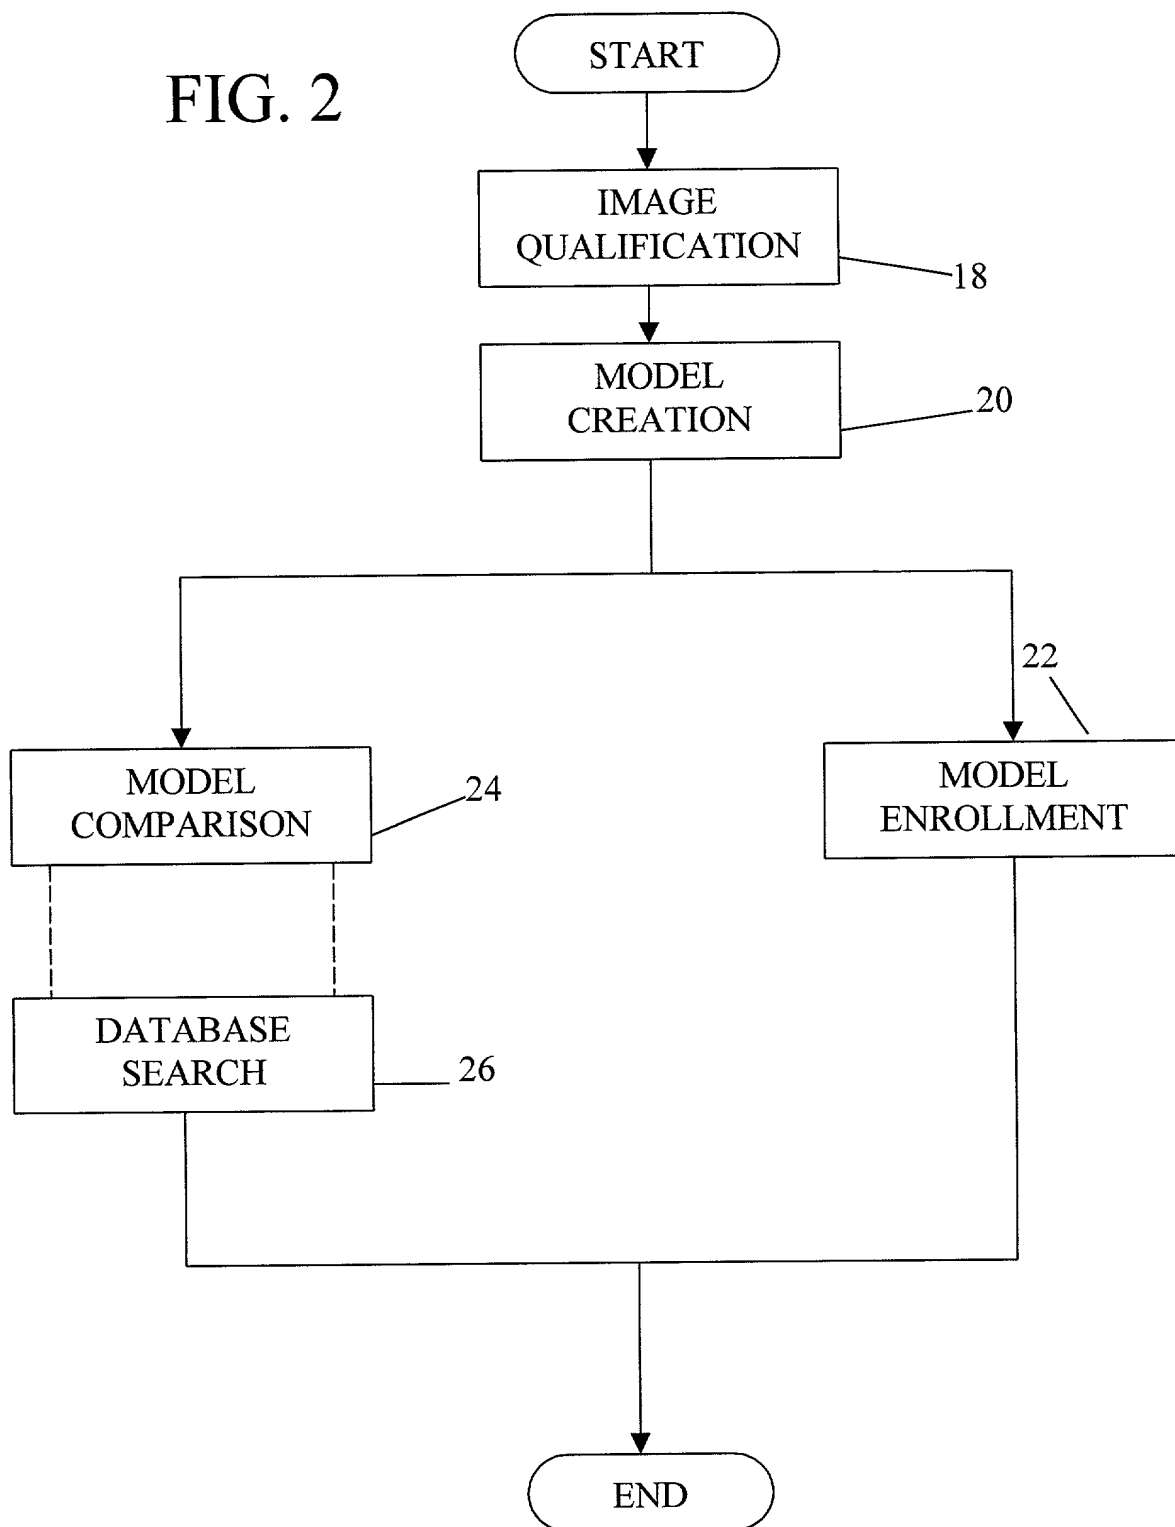 START
FIG. 2
IMAGE
QUALIFICATION
18
MODEL
CREATION
20
22
MODEL
COMPARISON
24
MODEL
ENROLLMENT
DATABASE
SEARCH
26
END